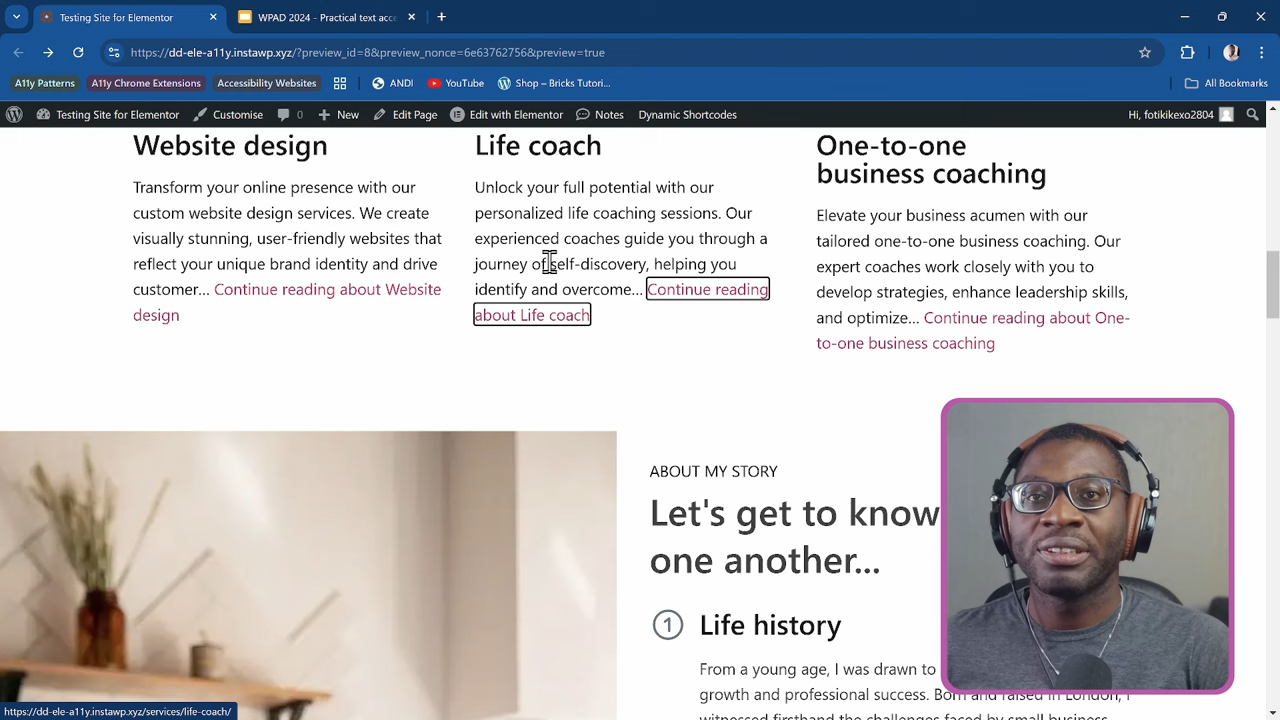 Testing Site for Elementor
WPAD 2024 - Practical text acce
https://dd-ele-a11y.instawp.xyz/?preview_id=8&preview_nonce=6e63762756&preview=true
A11y Patterns
A11y Chrome Extensions
Accessibility Websites
ANDI
YouTube
Shop – Bricks Tutori...
All Bookmarks
Testing Site for Elementor
Customise
0
New
Edit Page
Edit with Elementor
Notes
Dynamic Shortcodes
Hi, fotikikexo2804
Website design
Transform your online presence with our
custom website design services. We create
visually stunning, user-friendly websites that
reflect your unique brand identity and drive
customer... Continue reading about Website
design
Life coach
Unlock your full potential with our
personalized life coaching sessions. Our
experienced coaches guide you through a
journey of self-discovery, helping you
identify and overcome... Continue reading
about Life coach
One-to-one
business coaching
Elevate your business acumen with our
tailored one-to-one business coaching. Our
expert coaches work closely with you to
develop strategies, enhance leadership skills,
and optimize... Continue reading about One-
to-one business coaching
ABOUT MY STORY
Let's get to know
one another...
1
Life history
From a young age, I was drawn to
growth and professional success. Born and raised in London, I
witnessed firsthand the challenges faced by small business
https://dd-ele-a11y.instawp.xyz/services/life-coach/